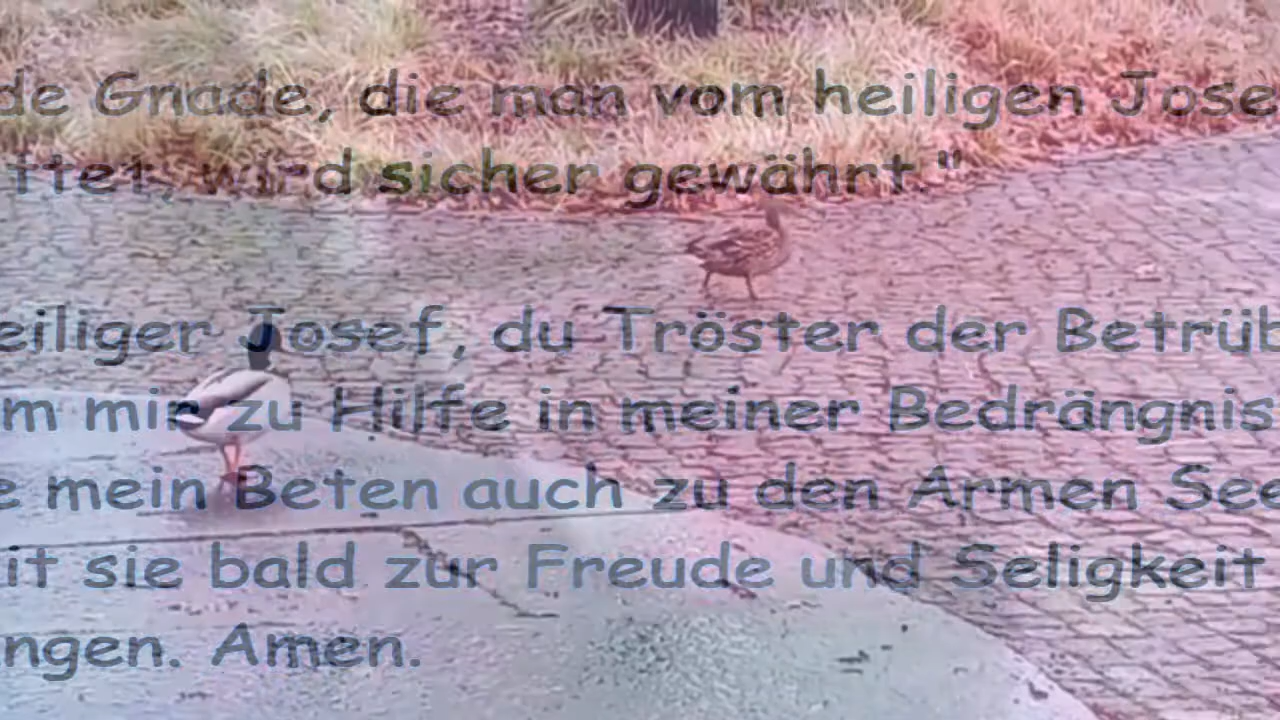 de Gnade, die man vom heiligen Jose
ttet, wird sicher gewährt."
eiliger Josef, du Tröster der Betrüb
m mir zu Hilfe in meiner Bedrängnis
e mein Beten auch zu den Armen See
it sie bald zur Freude und Seligkeit
ngen. Amen.